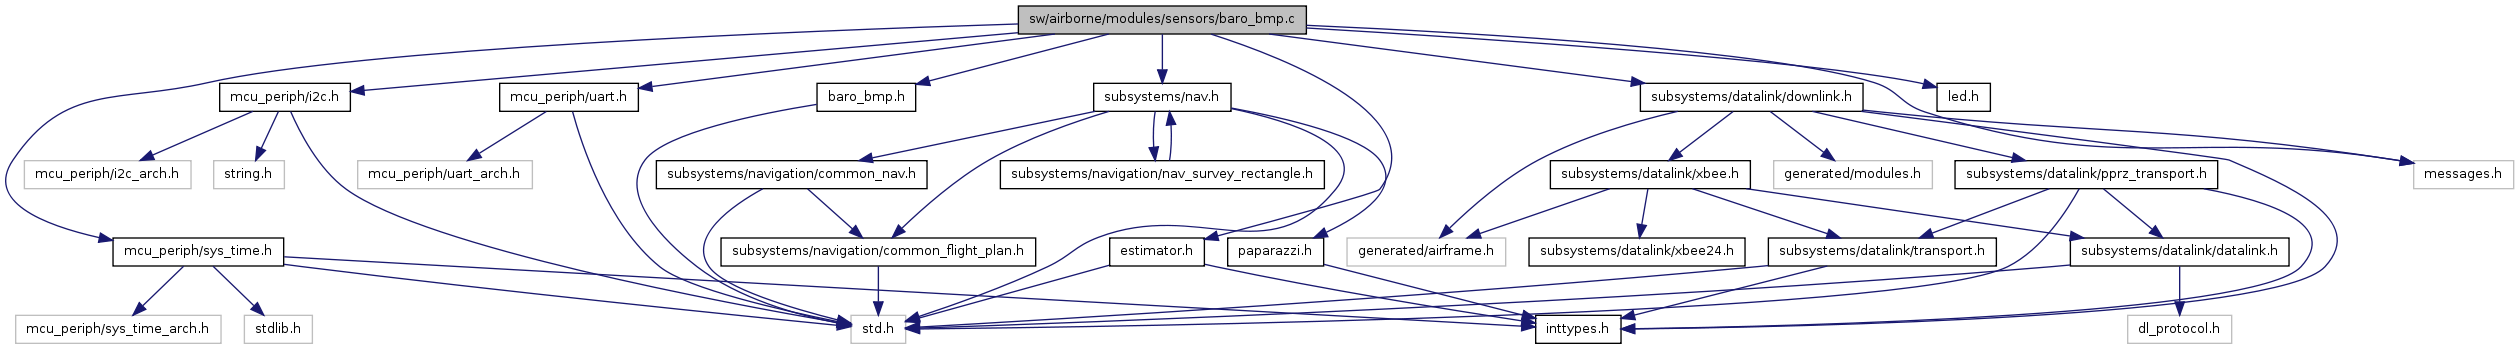 sw/airborne/modules/sensors/baro_bmp.c
mcu_periph/i2c.h
mcu_periph/uart.h
baro_bmp.h
subsystems/nav.h
subsystems/datalink/downlink.h
led.h
mcu_periph/i2c_arch.h
string.h
mcu_periph/uart_arch.h
subsystems/navigation/common_nav.h
subsystems/navigation/nav_survey_rectangle.h
subsystems/datalink/xbee.h
generated/modules.h
subsystems/datalink/pprz_transport.h
messages.h
mcu_periph/sys_time.h
subsystems/navigation/common_flight_plan.h
estimator.h
paparazzi.h
generated/airframe.h
subsystems/datalink/xbee24.h
subsystems/datalink/transport.h
subsystems/datalink/datalink.h
mcu_periph/sys_time_arch.h
stdlib.h
std.h
inttypes.h
dl_protocol.h